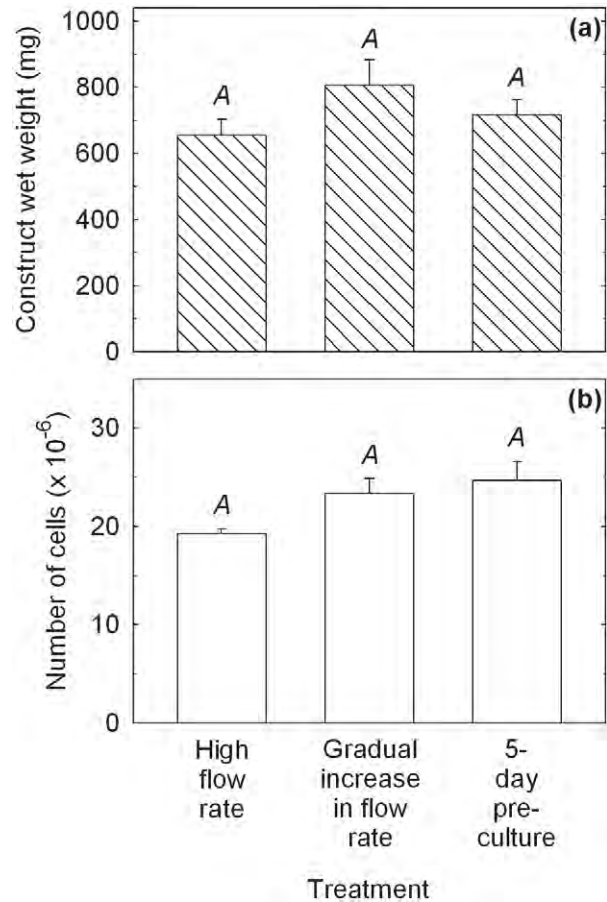 (a)
Construct wet weight (mg)
1000
800
600
400
200
0
A
A
A
(b)
Number of cells (x 10⁻⁶)
30
20
10
0
A
A
A
High
flow
rate
Gradual
increase
in flow
rate
5-
day
pre-
culture
Treatment